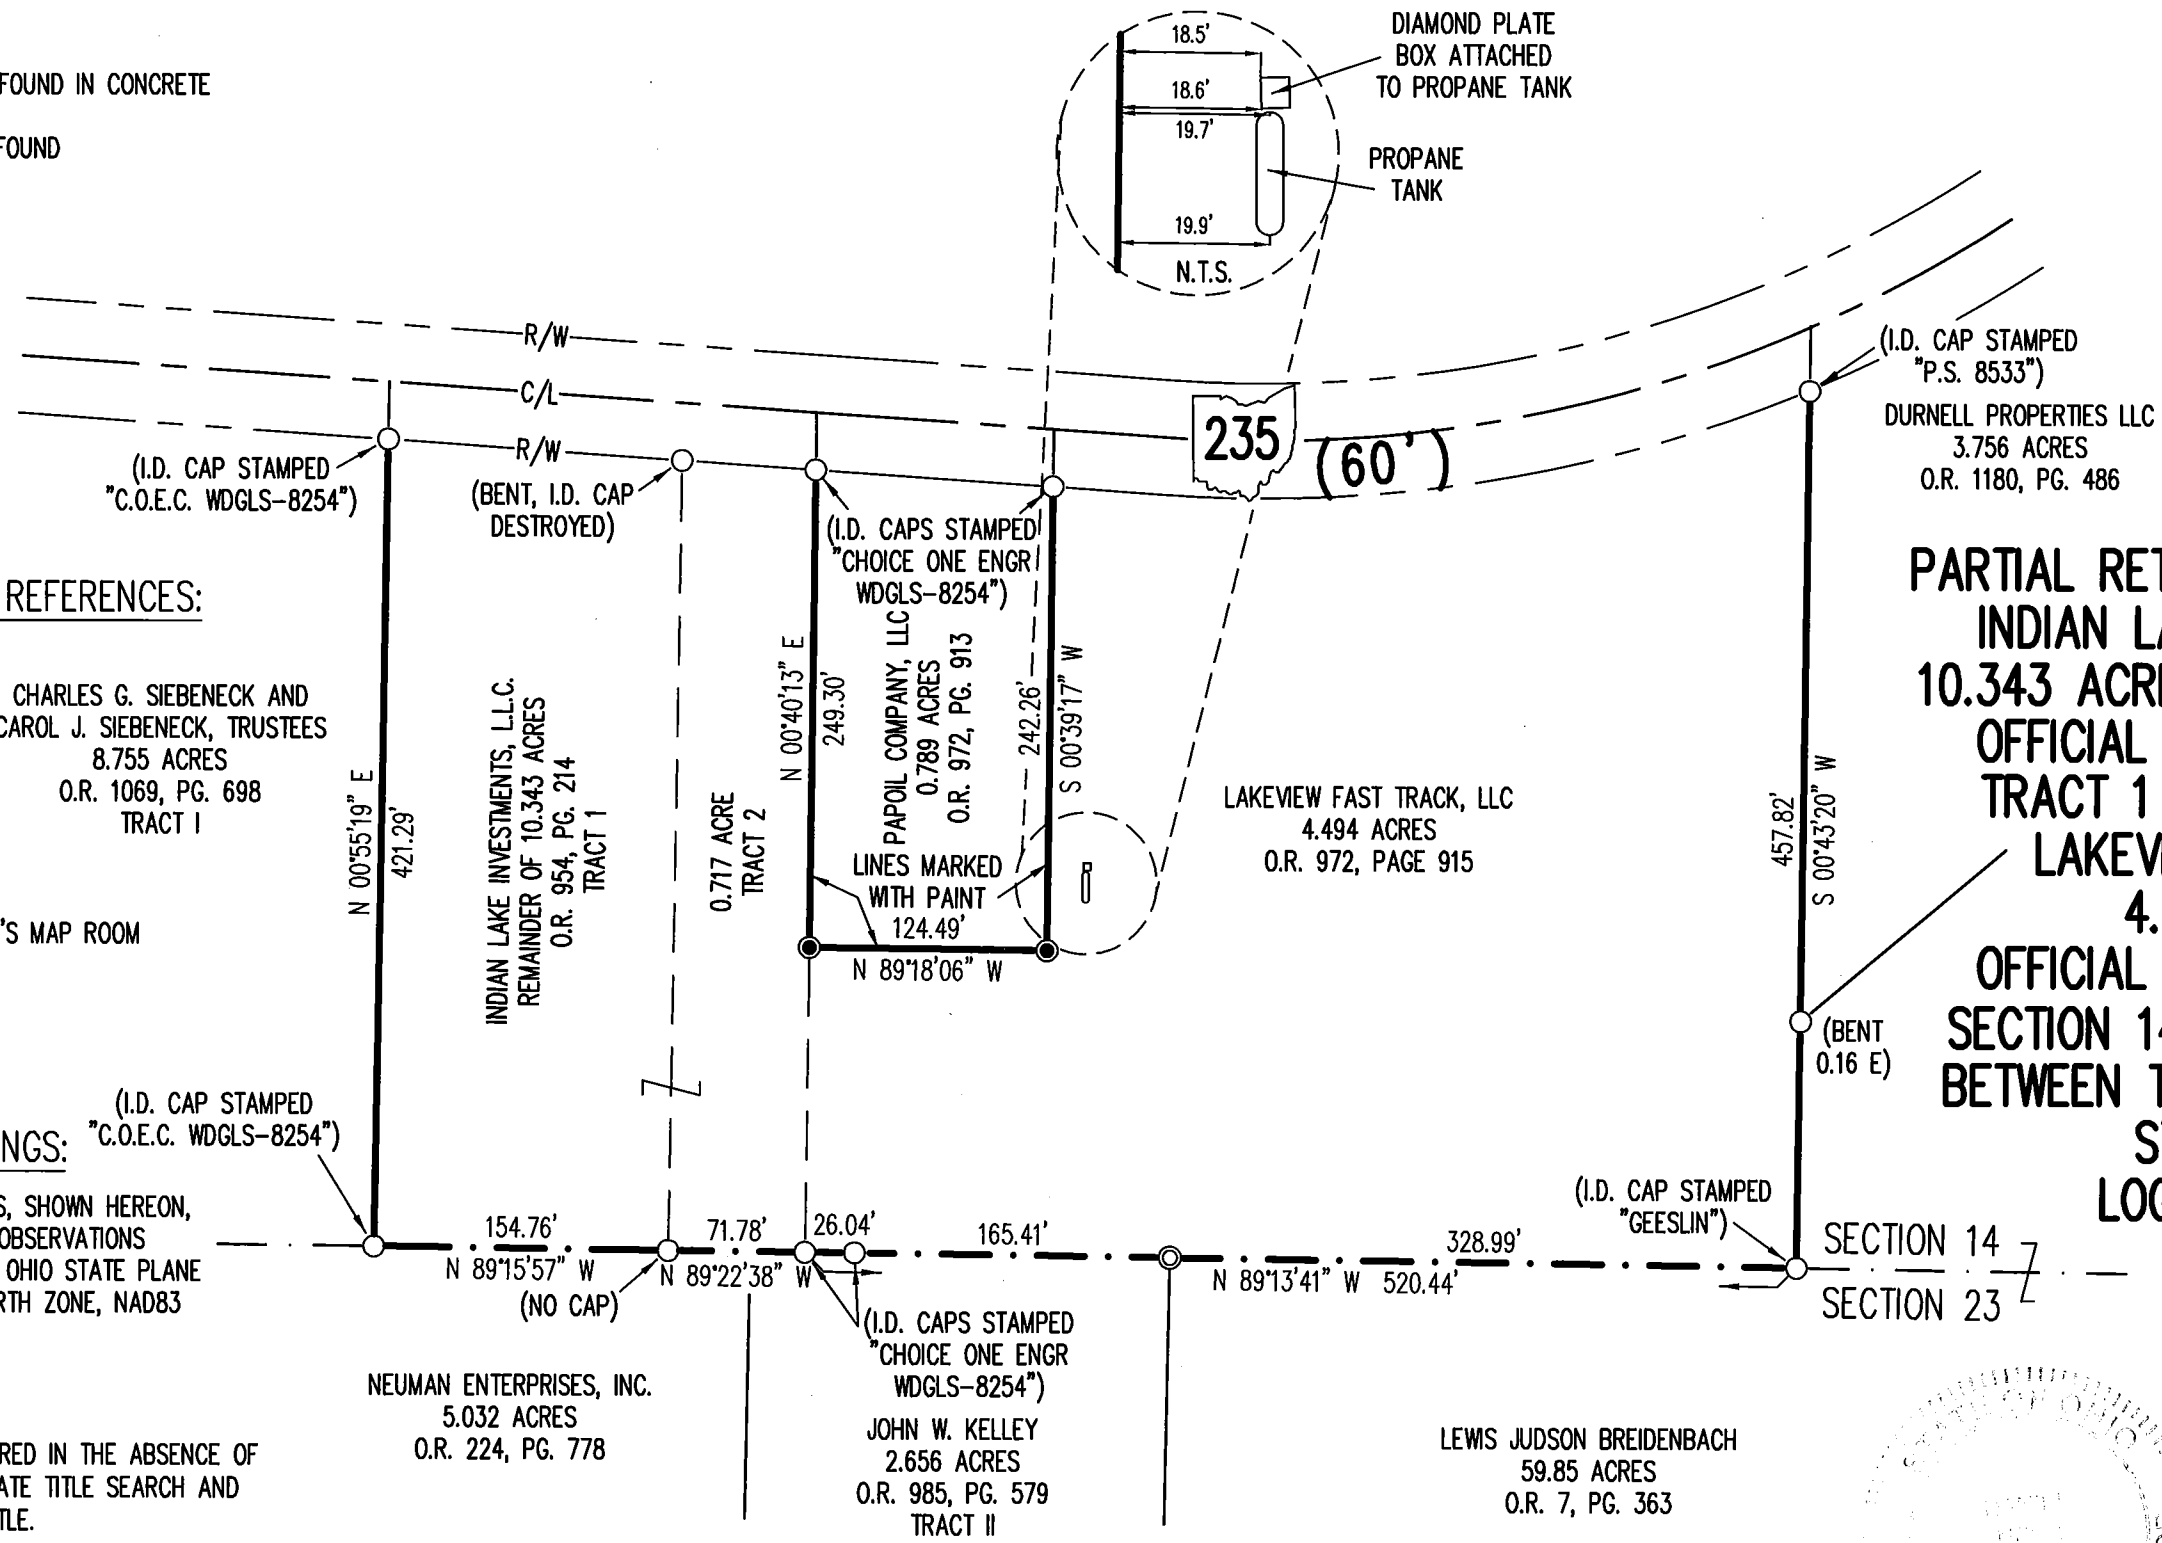 FOUND IN CONCRETE
FOUND
18.5'
18.6'
19.7'
19.9'
N.T.S.
DIAMOND PLATE
BOX ATTACHED
TO PROPANE TANK
PROPANE
TANK
R/W
C/L
R/W
235
(60')
(I.D. CAP STAMPED
"C.O.E.C. WDGLS-8254")
(BENT, I.D. CAP
DESTROYED)
(I.D. CAPS STAMPED
"CHOICE ONE ENGR
WDGLS-8254")
(I.D. CAP STAMPED
"P.S. 8533")
DURNELL PROPERTIES LLC
3.756 ACRES
O.R. 1180, PG. 486
REFERENCES:
CHARLES G. SIEBENECK AND
CAROL J. SIEBENECK, TRUSTEES
8.755 ACRES
O.R. 1069, PG. 698
TRACT I
'S MAP ROOM
N 00°55'19" E
421.29'
INDIAN LAKE INVESTMENTS, L.L.C.
REMAINDER OF 10.343 ACRES
O.R. 954, PG. 214
TRACT 1
0.717 ACRE
TRACT 2
N 00°40'13" E
249.30'
PAPOIL COMPANY, LLC
0.789 ACRES
O.R. 972, PG. 913
242.26'
S 00°39'17" W
LINES MARKED
WITH PAINT
124.49'
N 89°18'06" W
LAKEVIEW FAST TRACK, LLC
4.494 ACRES
O.R. 972, PAGE 915
457.82'
S 00°43'20" W
(BENT
0.16 E)
PARTIAL RET
INDIAN LA
10.343 ACR
OFFICIAL
TRACT 1
LAKEV
4.
OFFICIAL
SECTION 14
BETWEEN T
S
LOG
(I.D. CAP STAMPED
"C.O.E.C. WDGLS-8254")
NGS:
S, SHOWN HEREON,
OBSERVATIONS
OHIO STATE PLANE
RTH ZONE, NAD83
154.76'
N 89°15'57" W
(NO CAP)
71.78'
N 89°22'38" W
26.04'
165.41'
328.99'
N 89°13'41" W 520.44'
(I.D. CAP STAMPED
"GEESLIN")
SECTION 14
SECTION 23
(I.D. CAPS STAMPED
"CHOICE ONE ENGR
WDGLS-8254")
NEUMAN ENTERPRISES, INC.
5.032 ACRES
O.R. 224, PG. 778
JOHN W. KELLEY
2.656 ACRES
O.R. 985, PG. 579
TRACT II
LEWIS JUDSON BREIDENBACH
59.85 ACRES
O.R. 7, PG. 363
RED IN THE ABSENCE OF
ATE TITLE SEARCH AND
TLE.
STATE OF OHIO